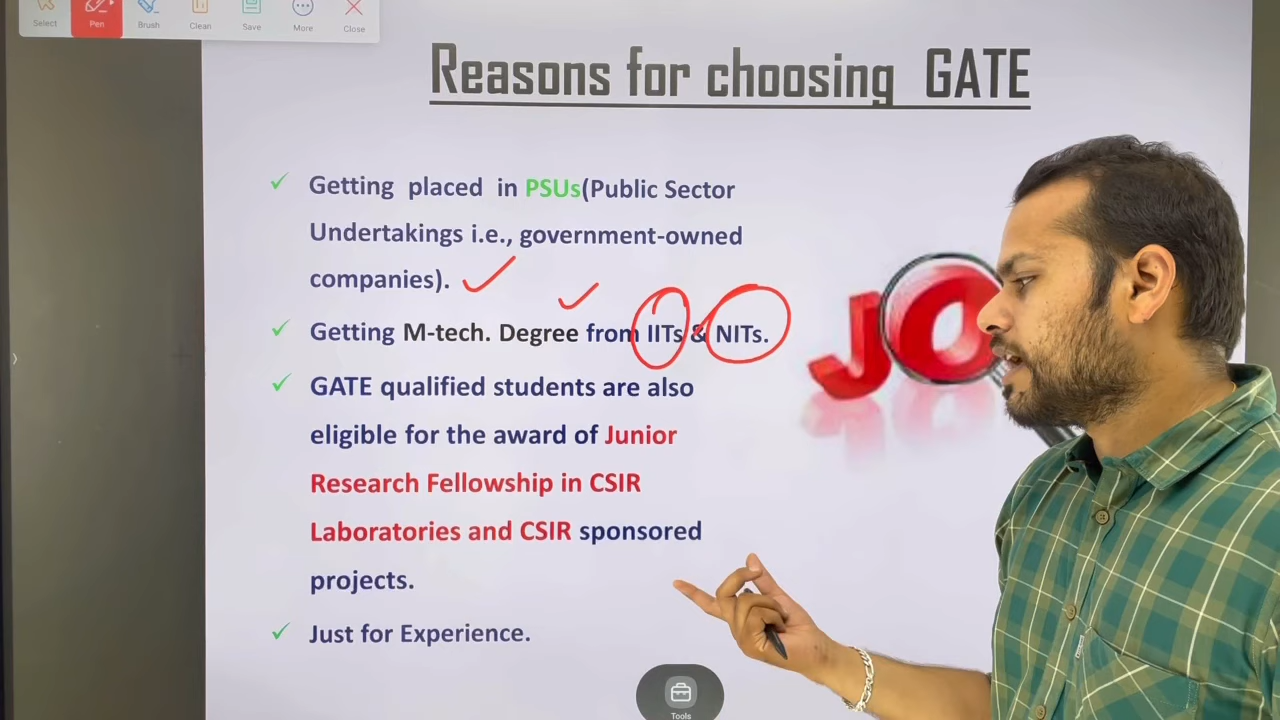 Select Pen Brush Clean Save More Close
Reasons for choosing GATE
Getting placed in PSUs(Public Sector
Undertakings i.e., government-owned
companies).
Getting M-tech. Degree from IITs & NITs.
GATE qualified students are also
eligible for the award of Junior
Research Fellowship in CSIR
Laboratories and CSIR sponsored
projects.
Just for Experience.
JO
Tools